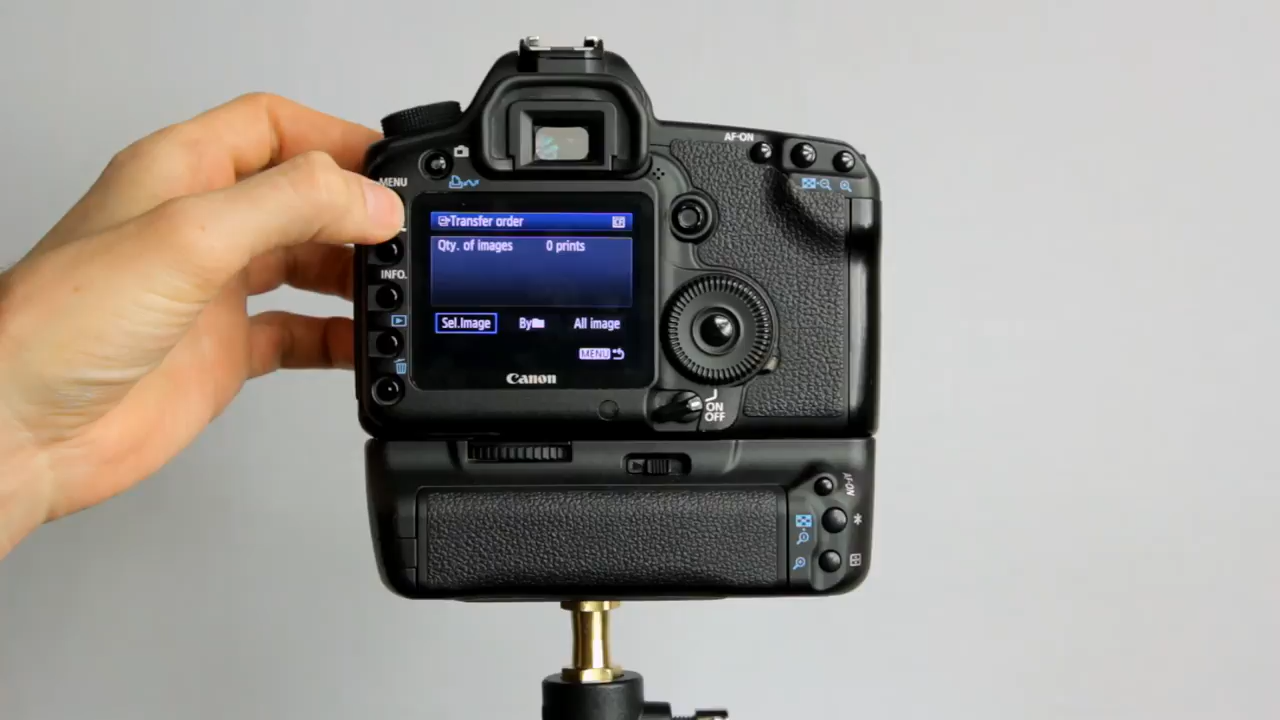 AF-ON
MENU
Transfer order
Qty. of images 0 prints
INFO.
Sel.Image By All image
MENU
Canon
ON
OFF
AF-ON